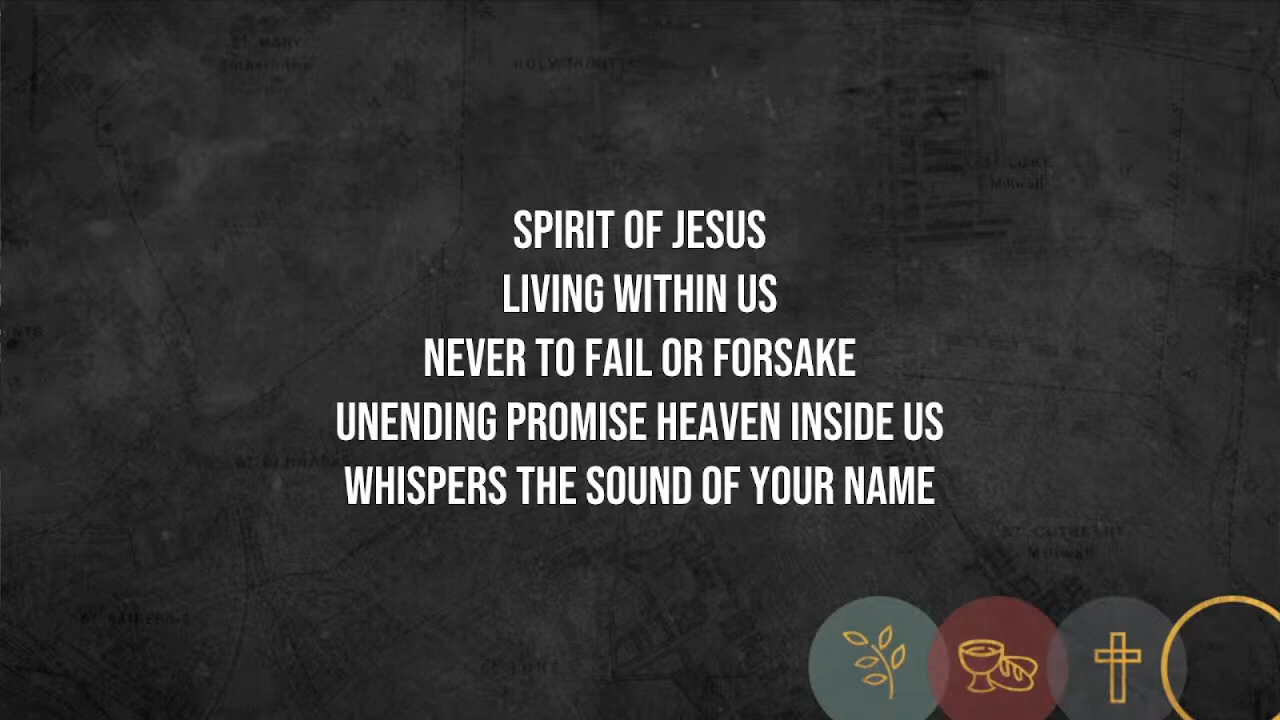 SPIRIT OF JESUS
LIVING WITHIN US
NEVER TO FAIL OR FORSAKE
UNENDING PROMISE HEAVEN INSIDE US
WHISPERS THE SOUND OF YOUR NAME